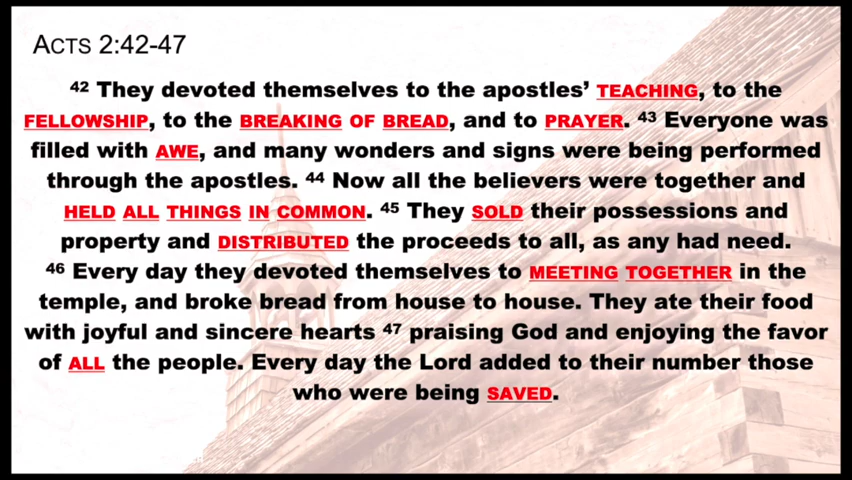 ACTS 2:42-47
⁴² They devoted themselves to the apostles’ TEACHING, to the
FELLOWSHIP, to the BREAKING OF BREAD, and to PRAYER. ⁴³ Everyone was
filled with AWE, and many wonders and signs were being performed
through the apostles. ⁴⁴ Now all the believers were together and
HELD ALL THINGS IN COMMON. ⁴⁵ They SOLD their possessions and
property and DISTRIBUTED the proceeds to all, as any had need.
⁴⁶ Every day they devoted themselves to MEETING TOGETHER in the
temple, and broke bread from house to house. They ate their food
with joyful and sincere hearts ⁴⁷ praising God and enjoying the favor
of ALL the people. Every day the Lord added to their number those
who were being SAVED.